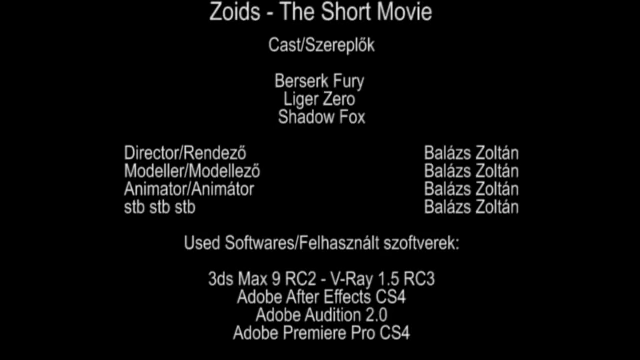 Zoids - The Short Movie
Cast/Szereplők
Berserk Fury
Liger Zero
Shadow Fox
Director/Rendező Balázs Zoltán
Modeller/Modellező Balázs Zoltán
Animator/Animátor Balázs Zoltán
stb stb stb Balázs Zoltán
Used Softwares/Felhasznált szoftverek:
3ds Max 9 RC2 - V-Ray 1.5 RC3
Adobe After Effects CS4
Adobe Audition 2.0
Adobe Premiere Pro CS4